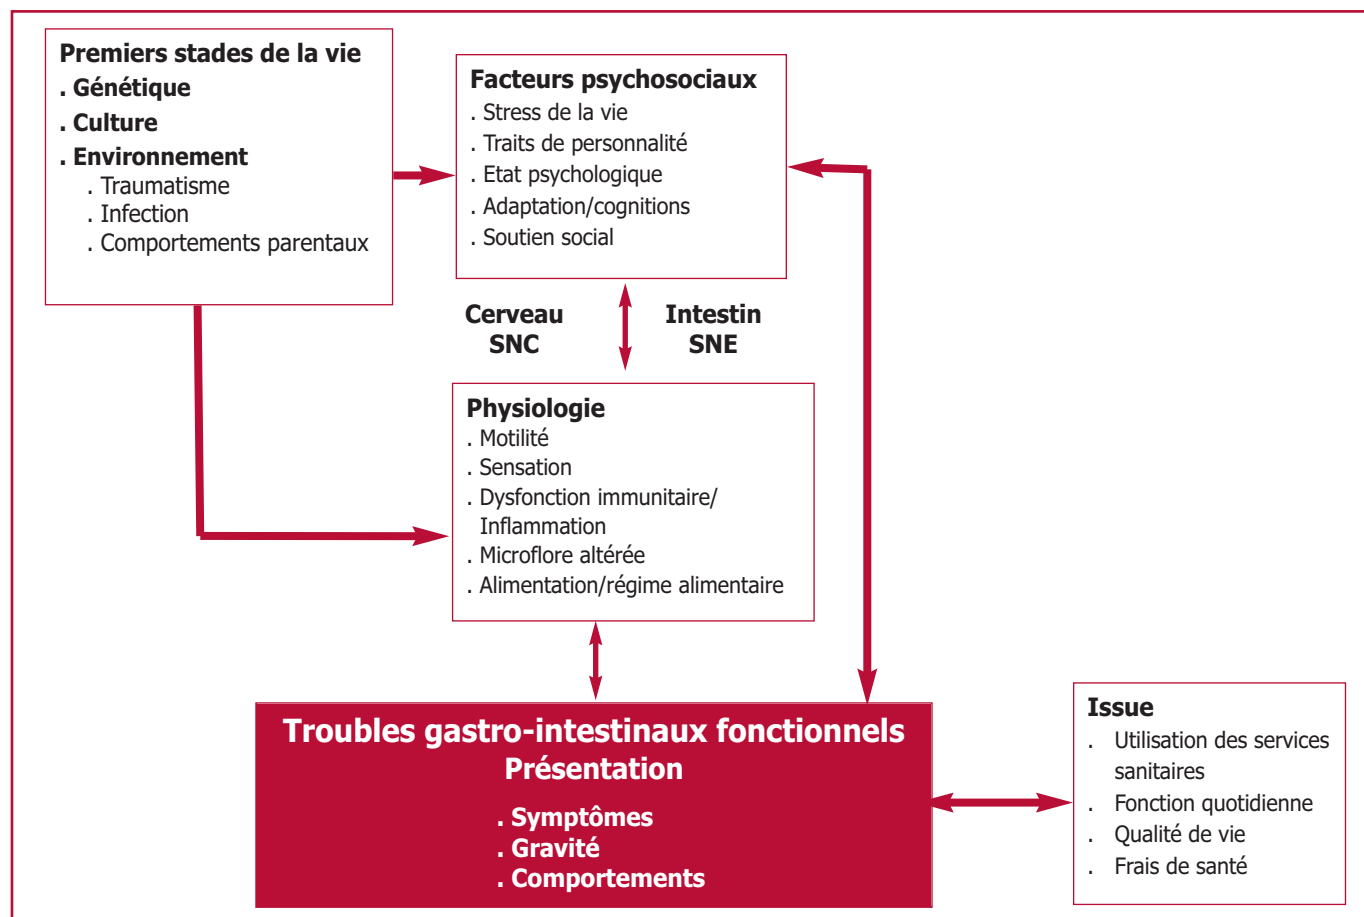 Premiers stades de la vie
. Génétique
. Culture
. Environnement
. Traumatisme
. Infection
. Comportements parentaux
Facteurs psychosociaux
. Stress de la vie
. Traits de personnalité
. Etat psychologique
. Adaptation/cognitions
. Soutien social
Cerveau
SNC
Intestin
SNE
Physiologie
. Motilité
. Sensation
. Dysfonction immunitaire/
Inflammation
. Microflore altérée
. Alimentation/régime alimentaire
Troubles gastro-intestinaux fonctionnels
Présentation
. Symptômes
. Gravité
. Comportements
Issue
. Utilisation des services
sanitaires
. Fonction quotidienne
. Qualité de vie
. Frais de santé